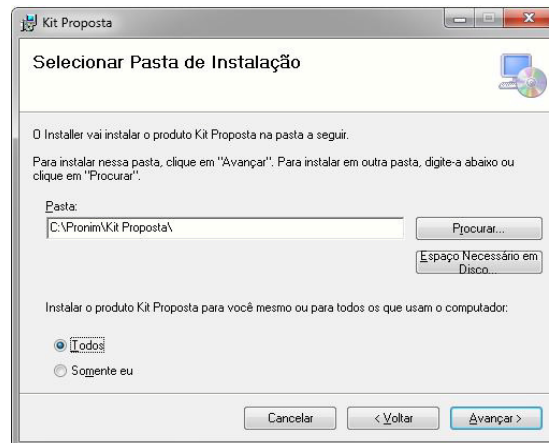 Kit Proposta
Selecionar Pasta de Instalação
O Installer vai instalar o produto Kit Proposta na pasta a seguir.
Para instalar nessa pasta, clique em "Avançar". Para instalar em outra pasta, digite-a abaixo ou
clique em "Procurar".
Pasta:
C:\Pronim\Kit Proposta\
Procurar...
Espaço Necessário em
Disco...
Instalar o produto Kit Proposta para você mesmo ou para todos os que usam o computador:
Todos
Somente eu
Cancelar
< Voltar
Avançar >